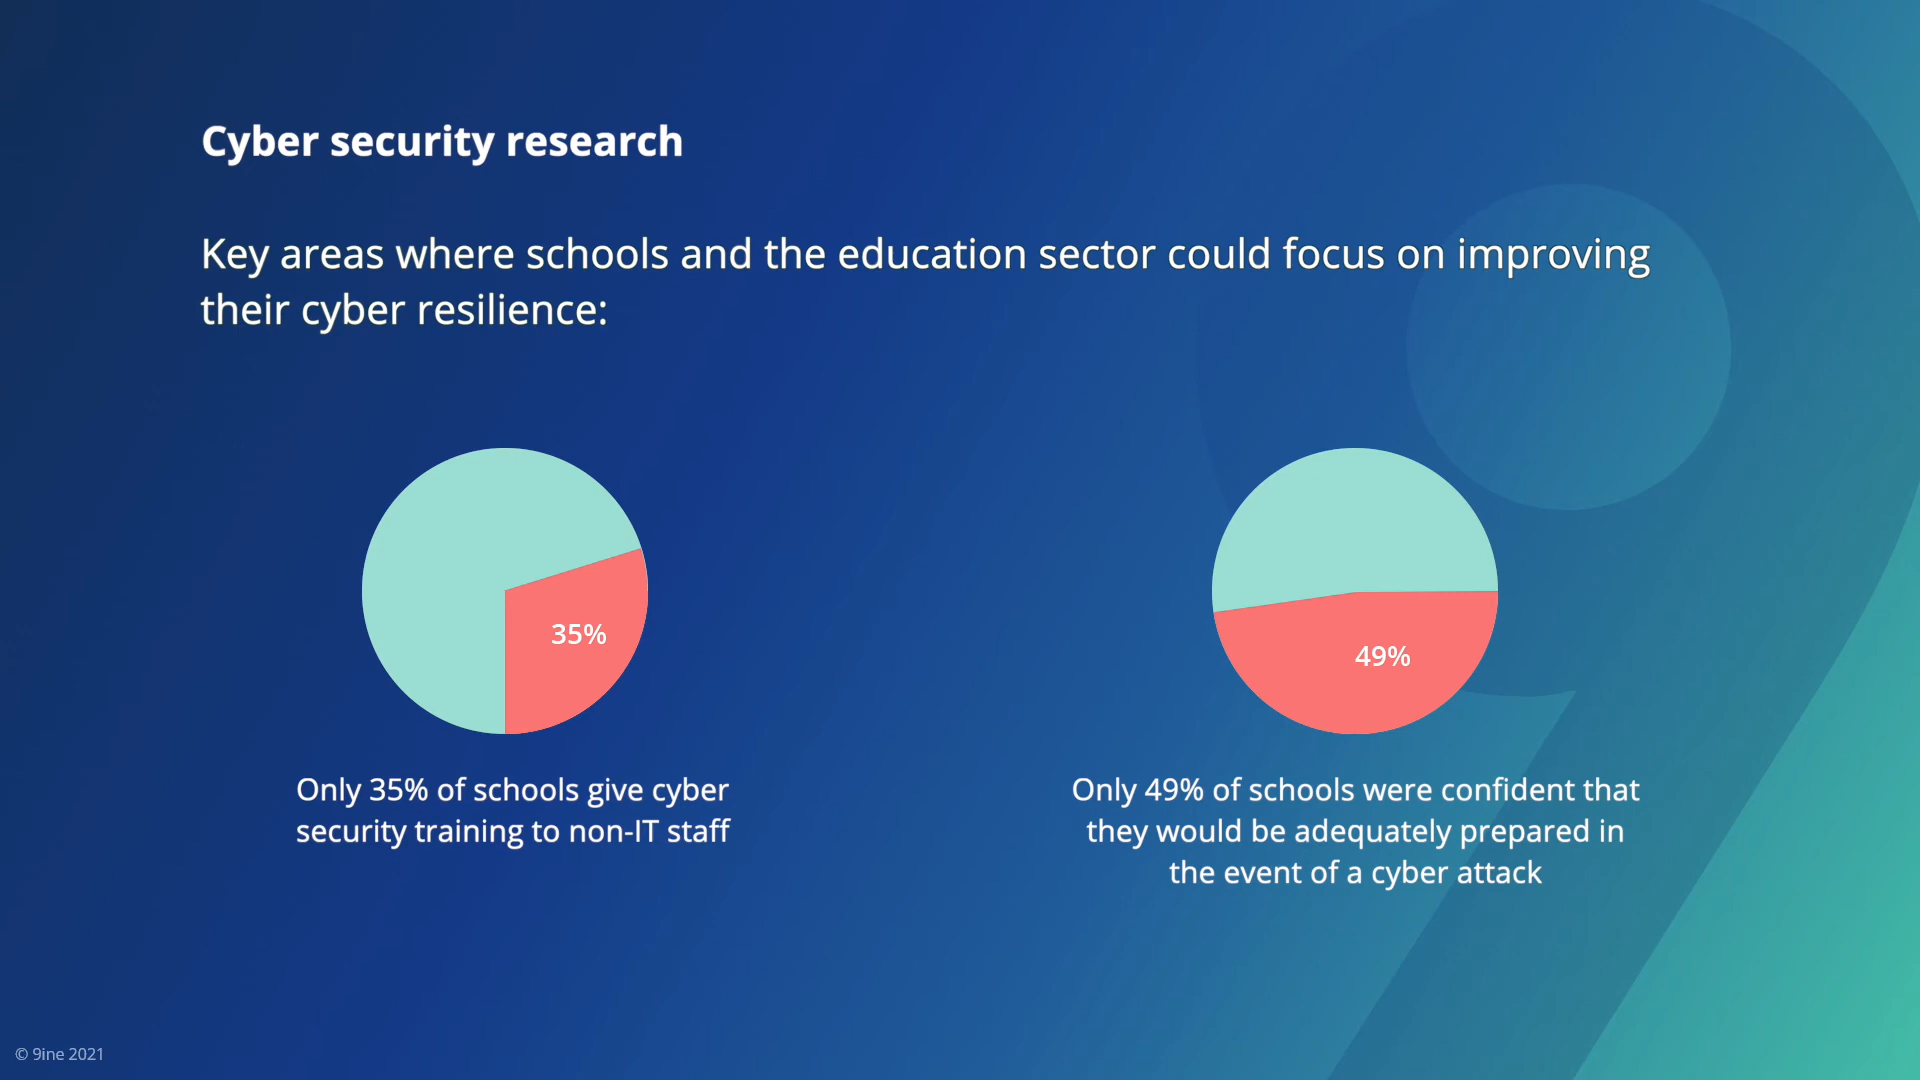 Cyber security research
Key areas where schools and the education sector could focus on improving
their cyber resilience:
35%
49%
Only 35% of schools give cyber
security training to non-IT staff
Only 49% of schools were confident that
they would be adequately prepared in
the event of a cyber attack
© 9ine 2021